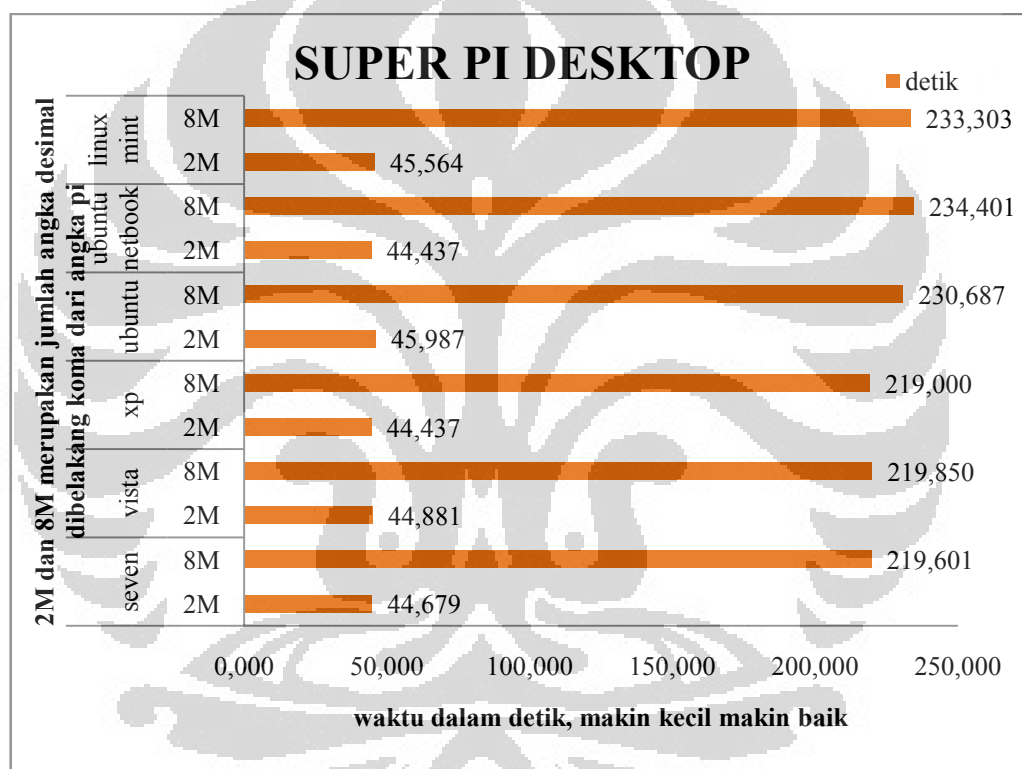 SUPER PI DESKTOP
detik
2M dan 8M merupakan jumlah angka desimal
dibelakang koma dari angka pi
linux
mint
8M
233,303
2M
45,564
ubuntu
netbook
8M
234,401
2M
44,437
ubuntu
8M
230,687
2M
45,987
xp
8M
219,000
2M
44,437
vista
8M
219,850
2M
44,881
seven
8M
219,601
2M
44,679
0,000 50,000 100,000 150,000 200,000 250,000
waktu dalam detik, makin kecil makin baik